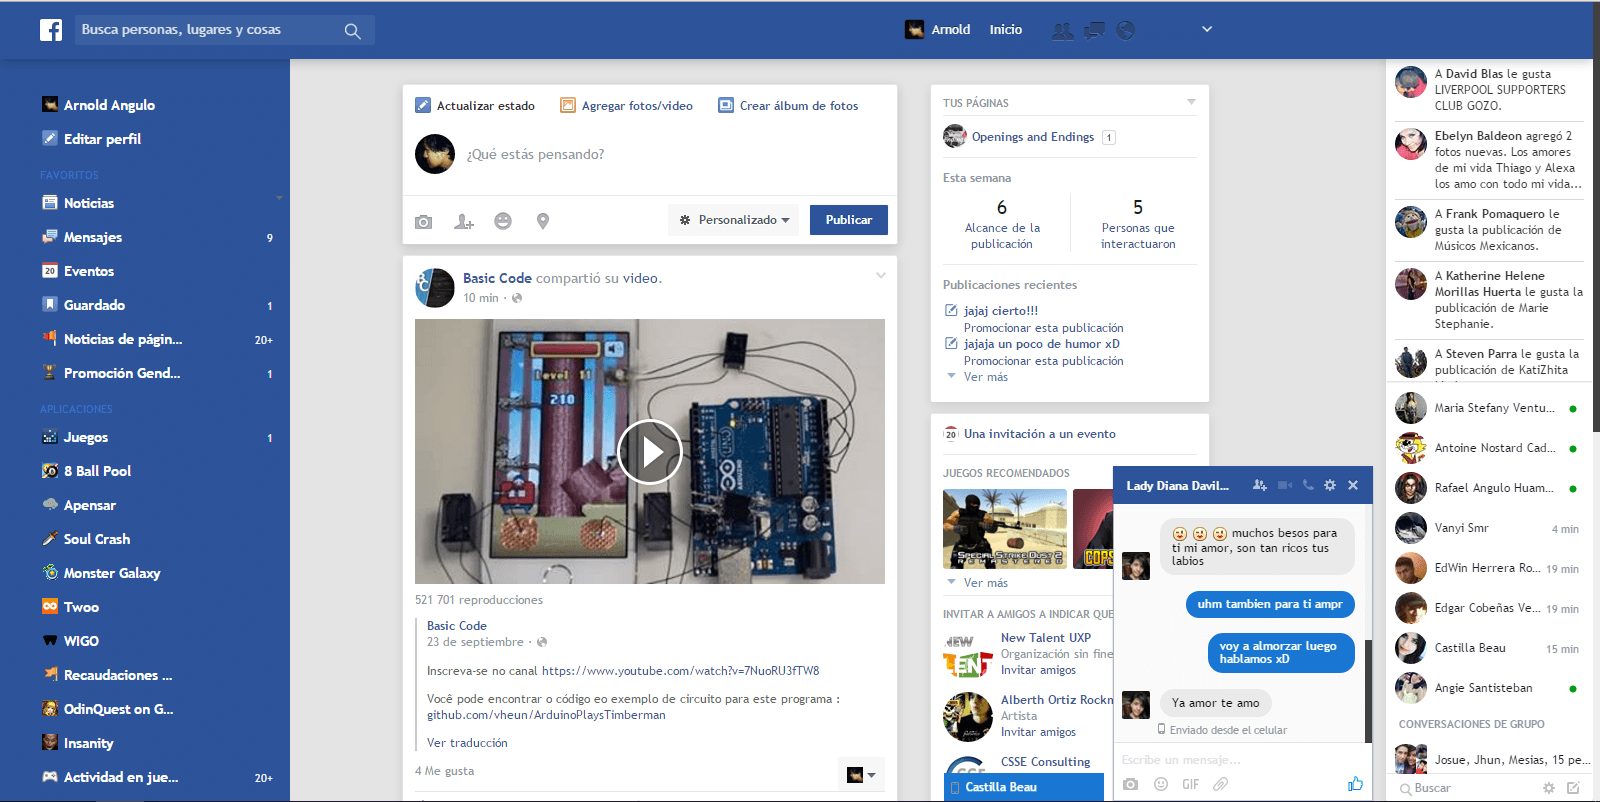 Busca personas, lugares y cosas
Arnold
Inicio
Arnold Angulo
Editar perfil
FAVORITOS
Noticias
Mensajes 9
20 Eventos
Guardado 1
Noticias de págin... 20+
Promoción Gend... 1
APLICACIONES
Juegos 1
8 Ball Pool
Apensar
Soul Crash
Monster Galaxy
Twoo
WIGO
Recaudaciones ...
OdinQuest on G...
Insanity
Actividad en jue... 20+
Actualizar estado
Agregar fotos/video
Crear álbum de fotos
¿Qué estás pensando?
Personalizado
Publicar
Basic Code compartió su video.
10 min ·
Level 11
210
ARDUINO
521 701 reproducciones
Basic Code
23 de septiembre ·
Inscreva-se no canal https://www.youtube.com/watch?v=7NuoRU3fTW8
Você pode encontrar o código eo exemplo de circuito para este programa :
github.com/vheun/ArduinoPlaysTimberman
Ver traducción
4 Me gusta
TUS PÁGINAS
Openings and Endings 1
Esta semana
6
Alcance de la
publicación
5
Personas que
interactuaron
Publicaciones recientes
jajaj cierto!!!
Promocionar esta publicación
jajaja un poco de humor xD
Promocionar esta publicación
Ver más
20 Una invitación a un evento
JUEGOS RECOMENDADOS
SPECIAL STRIKE DUST 2
REMASTERED
COPS
Ver más
INVITAR A AMIGOS A INDICAR QUE
NEW
TENT
New Talent UXP
Organización sin fine
Invitar amigos
Alberth Ortiz Rockn
Artista
Invitar amigos
CSSE Consulting
Castilla Beau
Lady Diana Davil...
muchos besos para
ti mi amor, son tan ricos tus
labios
uhm tambien para ti ampr
voy a almorzar luego
hablamos xD
Ya amor te amo
Enviado desde el celular
Escribe un mensaje...
GIF
A David Blas le gusta
LIVERPOOL SUPPORTERS
CLUB GOZO.
Ebelyn Baldeon agregó 2
fotos nuevas. Los amores
de mi vida Thiago y Alexa
los amo con todo mi vida...
A Frank Pomaquero le
gusta la publicación de
Músicos Mexicanos.
A Katherine Helene
Morillas Huerta le gusta la
publicación de Marie
Stephanie.
A Steven Parra le gusta la
publicación de KatiZhita
Maria Stefany Ventu...
Antoine Nostard Cad...
Rafael Angulo Huam...
Vanyi Smr 4 min
EdWin Herrera Ro... 19 min
Edgar Cobeñas Ve... 19 min
Castilla Beau 15 min
Angie Santisteban
CONVERSACIONES DE GRUPO
Josue, Jhun, Mesias, 15 pe...
Buscar